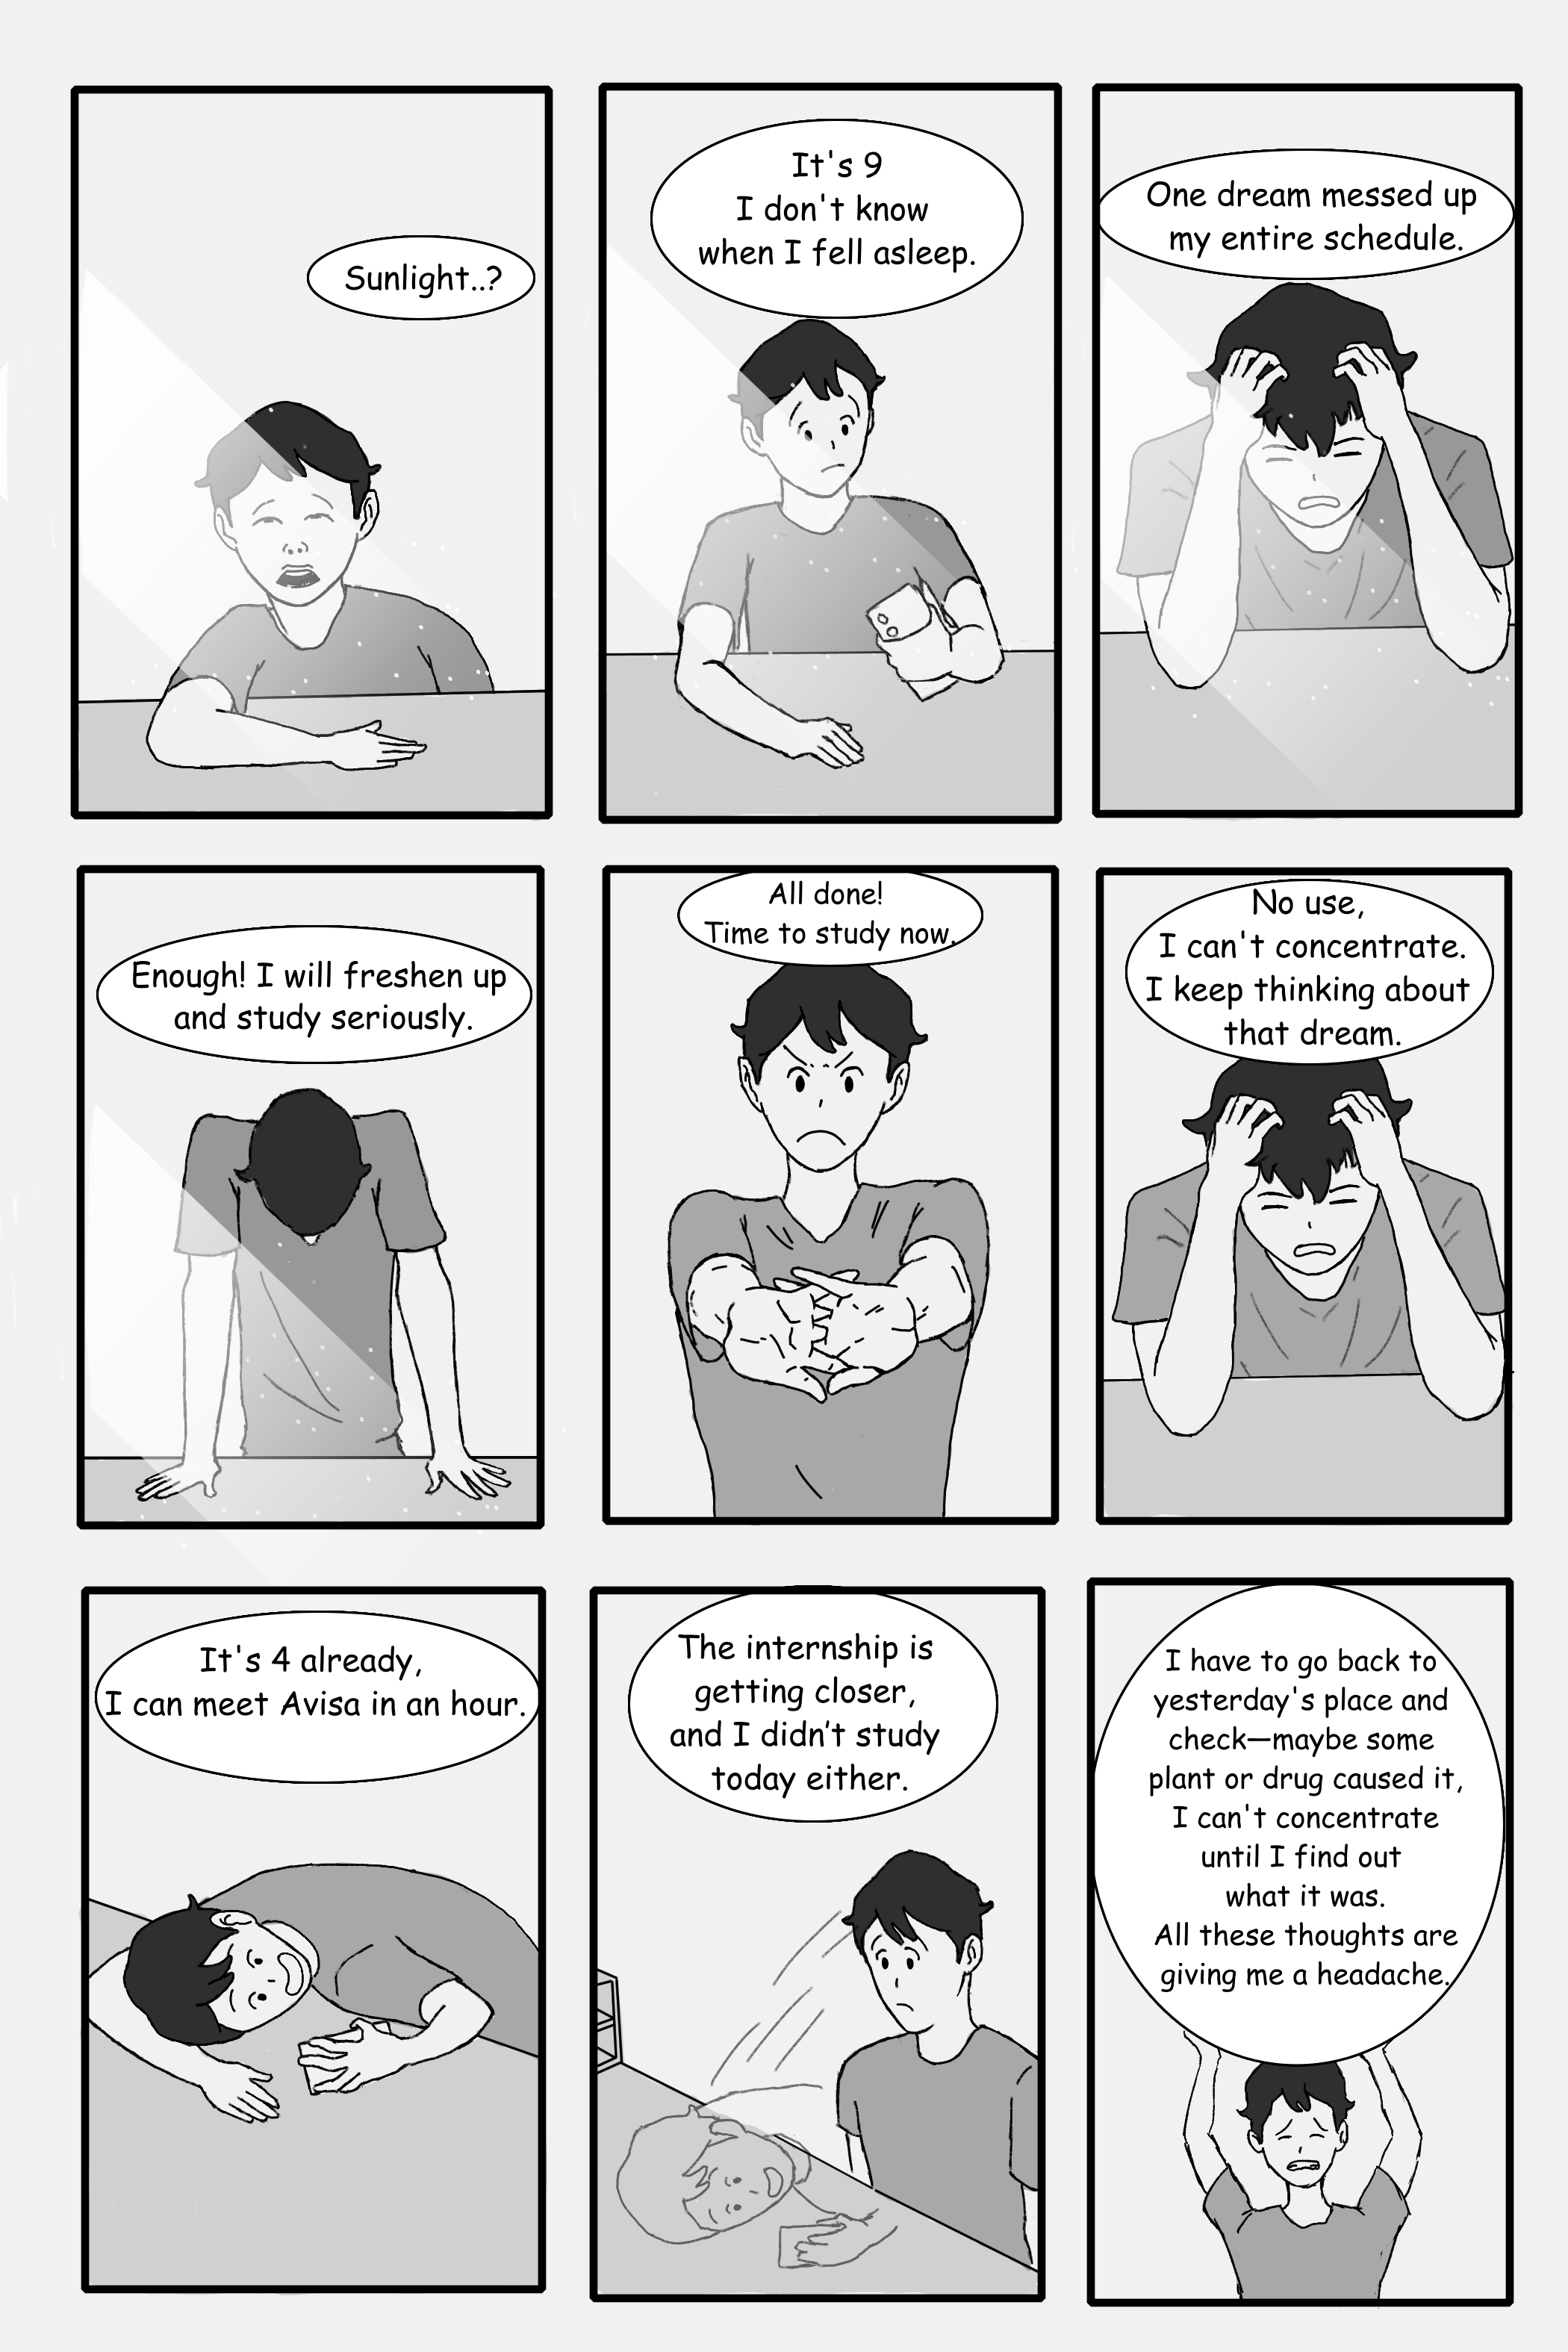 Sunlight..?
It's 9
I don't know
when I fell asleep.
One dream messed up
my entire schedule.
Enough! I will freshen up
and study seriously.
All done!
Time to study now.
No use,
I can't concentrate.
I keep thinking about
that dream.
It's 4 already,
I can meet Avisa in an hour.
The internship is
getting closer,
and I didn't study
today either.
I have to go back to
yesterday's place and
check—maybe some
plant or drug caused it,
I can't concentrate
until I find out
what it was.
All these thoughts are
giving me a headache.